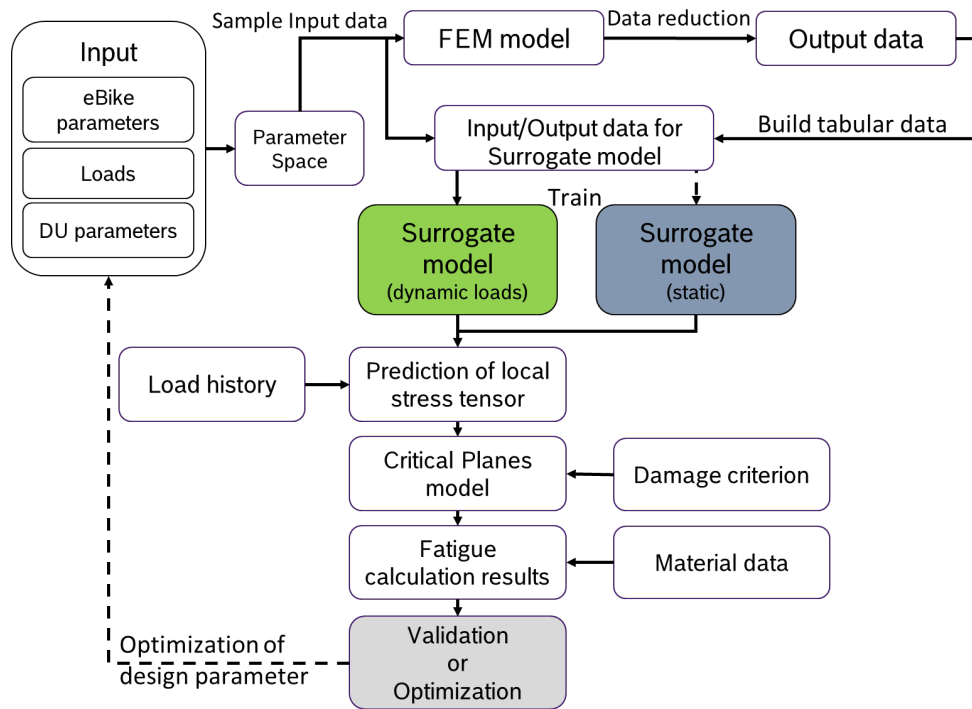 Input
eBike
parameters
Loads
DU parameters
Parameter
Space
Sample Input data
FEM model
Data reduction
Output data
Input/Output data for
Surrogate model
Build tabular data
Train
Surrogate
model
(dynamic loads)
Surrogate
model
(static)
Load history
Prediction of local
stress tensor
Critical Planes
model
Damage criterion
Fatigue
calculation results
Material data
Validation
or
Optimization
Optimization of
design parameter